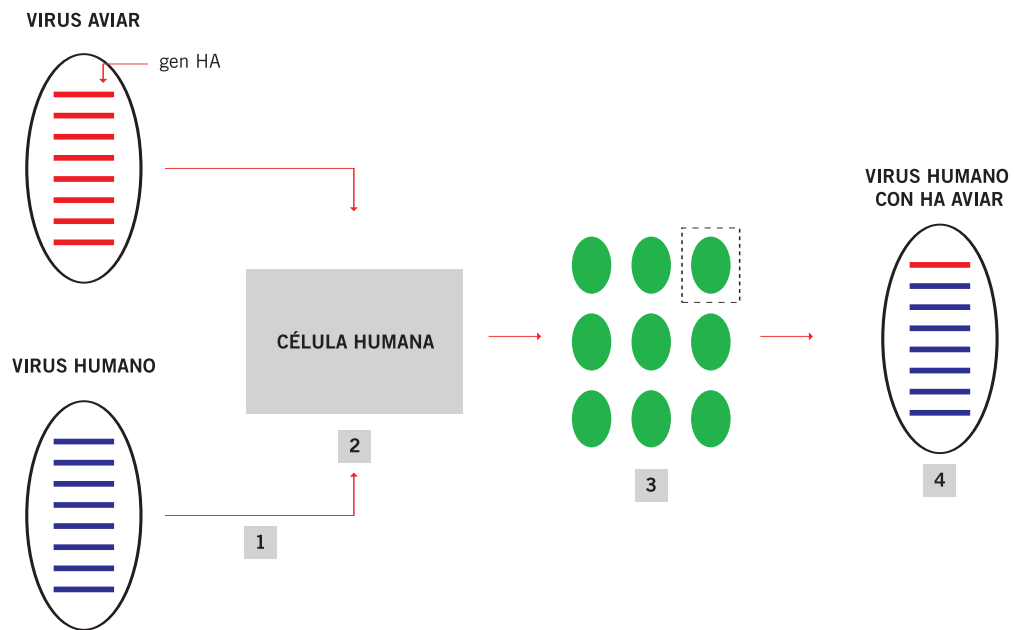 VIRUS AVIAR
gen HA
VIRUS HUMANO
CON HA AVIAR
CÉLULA HUMANA
VIRUS HUMANO
2
3
4
1